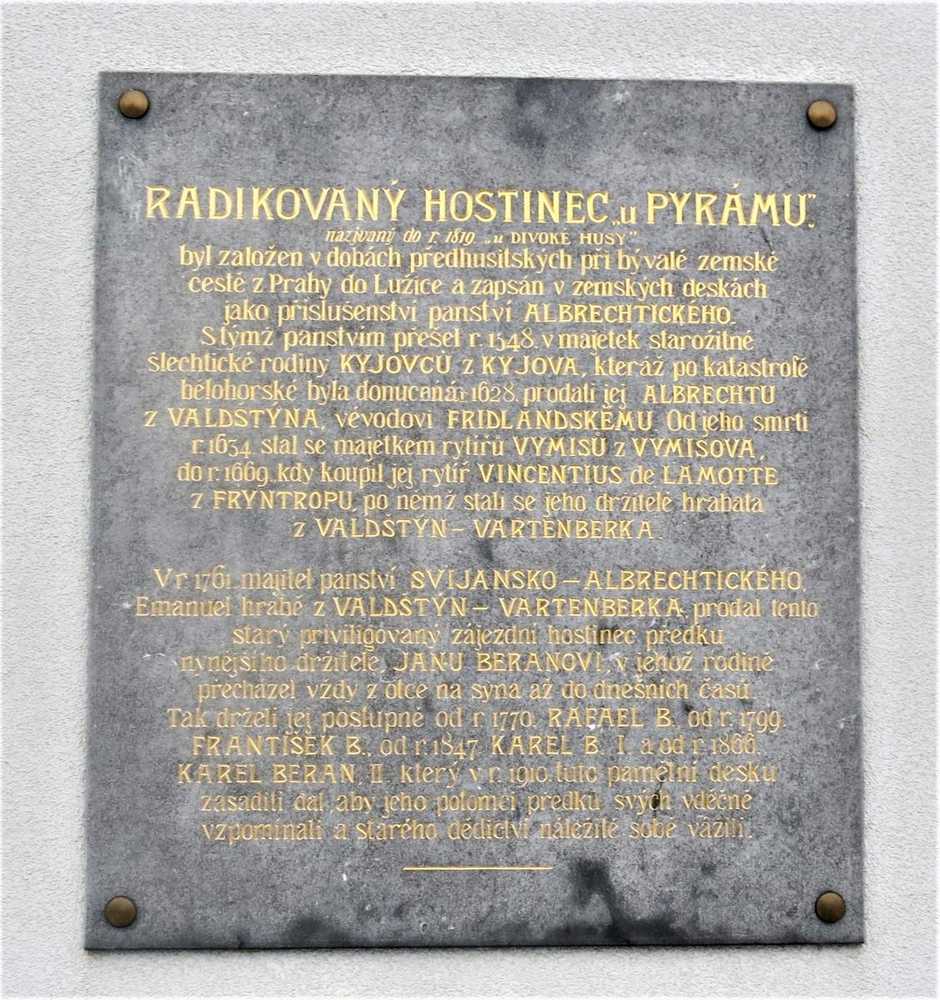 RADIKOVANÝ HOSTINEC „u PYRÁMU”.
nazývaný do r. 1819. „u DIVOKÉ HUSY”
byl založen v dobách předhusitských při bývalé zemské
cestě z Prahy do Lužice a zapsán v zemských deskách
jako příslušenství panství ALBRECHTICKÉHO.
S týmž panstvím přešel r. 1548. v majetek starožitné
šlechtické rodiny KYJOVCŮ z KYJOVA, kteráž po katastrofě
bělohorské byla donucena r. 1628. prodati jej ALBRECHTU
z VALDŠTÝNA, vévodovi FRIDLANDSKÉMU. Od jeho smrti
r. 1634. stal se majetkem rytířů VYMISŮ z VYMIŠOVA,
do r. 1669., kdy koupil jej rytíř VINCENTIUS de LAMOTTE
z FRYNTROPU, po němž stali se jeho držitelé hrabata
z VALDŠTÝN – VARTENBERKA.
V r. 1761. majitel panství SVIJANSKO – ALBRECHTICKÉHO.
Emanuel hrabě z VALDŠTÝN – VARTENBERKA prodal tento
starý priviligovaný zájezdní hostinec předku
nynějšího držitele, JANU BERANOVI, v jehož rodině
přecházel vždy z otce na syna až do dnešních časů.
Tak drželi jej postupně od r. 1770. RAFAEL B., od r. 1799.
FRANTIŠEK B., od r. 1847. KAREL B. I. a od r. 1866.
KAREL BERAN II. který v r. 1910. tuto pamětní desku
zasaditi dal, aby jeho potomci předků svých vděčně
vzpomínali a starého dědictví náležitě sobě vážili.